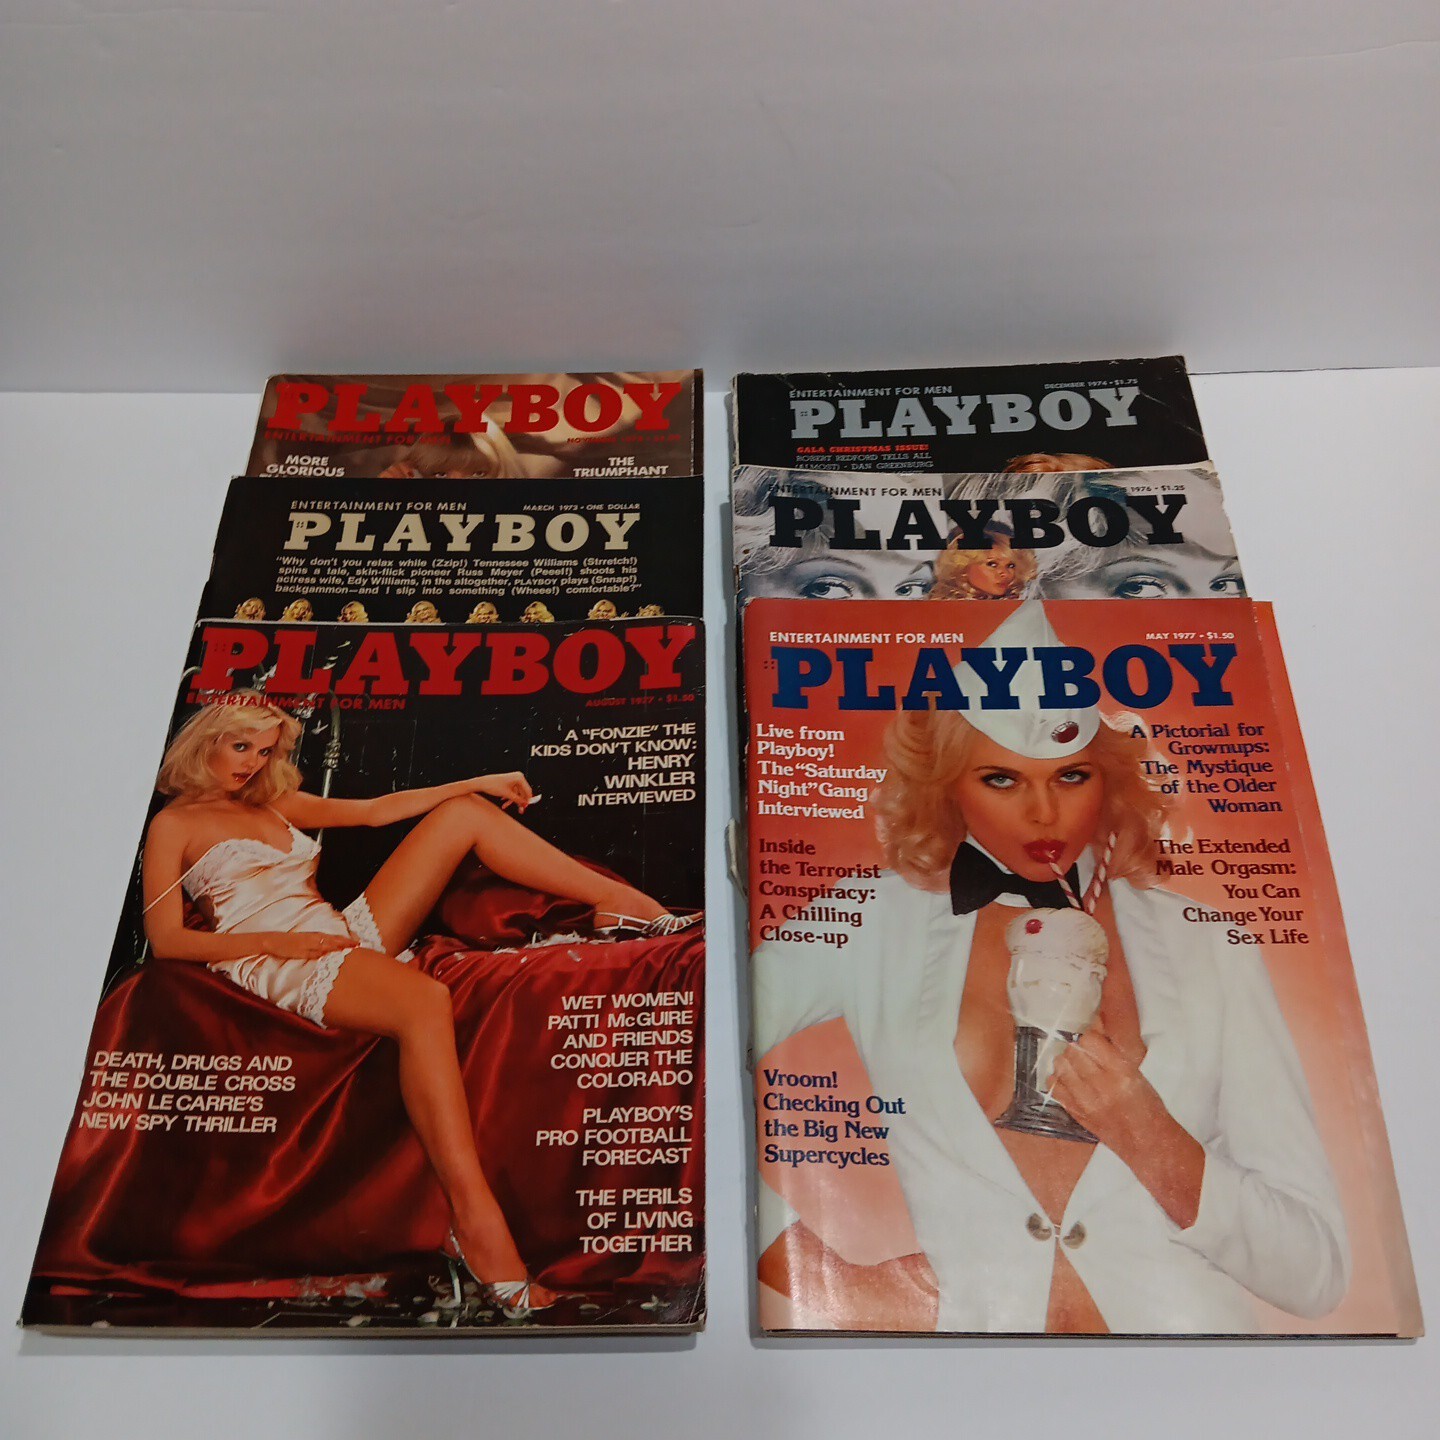 PLAYBOY
ENTERTAINMENT FOR MEN
MORE
GLORIOUS
THE
TRIUMPHANT
ENTERTAINMENT FOR MEN
MARCH 1973 • ONE DOLLAR
PLAYBOY
"Why don't you relax while (Zzip!) Tennessee Williams (Strretch!)
spins a tale, skin-flick pioneer Russ Meyer (Peeel!) shoots his
actress wife, Edy Williams, in the altogether, PLAYBOY plays (Snnap!)
backgammon—and I slip into something (Wheee!) comfortable?"
PLAYBOY
ENTERTAINMENT FOR MEN
AUGUST 1977 • $1.50
A "FONZIE" THE
KIDS DON'T KNOW:
HENRY
WINKLER
INTERVIEWED
WET WOMEN!
PATTI McGUIRE
AND FRIENDS
CONQUER THE
COLORADO
DEATH, DRUGS AND
THE DOUBLE CROSS
JOHN LE CARRE'S
NEW SPY THRILLER
PLAYBOY'S
PRO FOOTBALL
FORECAST
THE PERILS
OF LIVING
TOGETHER
ENTERTAINMENT FOR MEN
DECEMBER 1974 • $1.75
PLAYBOY
GALA CHRISTMAS ISSUE!
ROBERT REDFORD TELLS ALL
(ALMOST) • DAN GREENBURG
ENTERTAINMENT FOR MEN
1976 • $1.25
PLAYBOY
ENTERTAINMENT FOR MEN
MAY 1977 • $1.50
PLAYBOY
Live from
Playboy!
The "Saturday
Night" Gang
Interviewed
A Pictorial for
Grownups:
The Mystique
of the Older
Woman
Inside
the Terrorist
Conspiracy:
A Chilling
Close-up
The Extended
Male Orgasm:
You Can
Change Your
Sex Life
Vroom!
Checking Out
the Big New
Supercycles